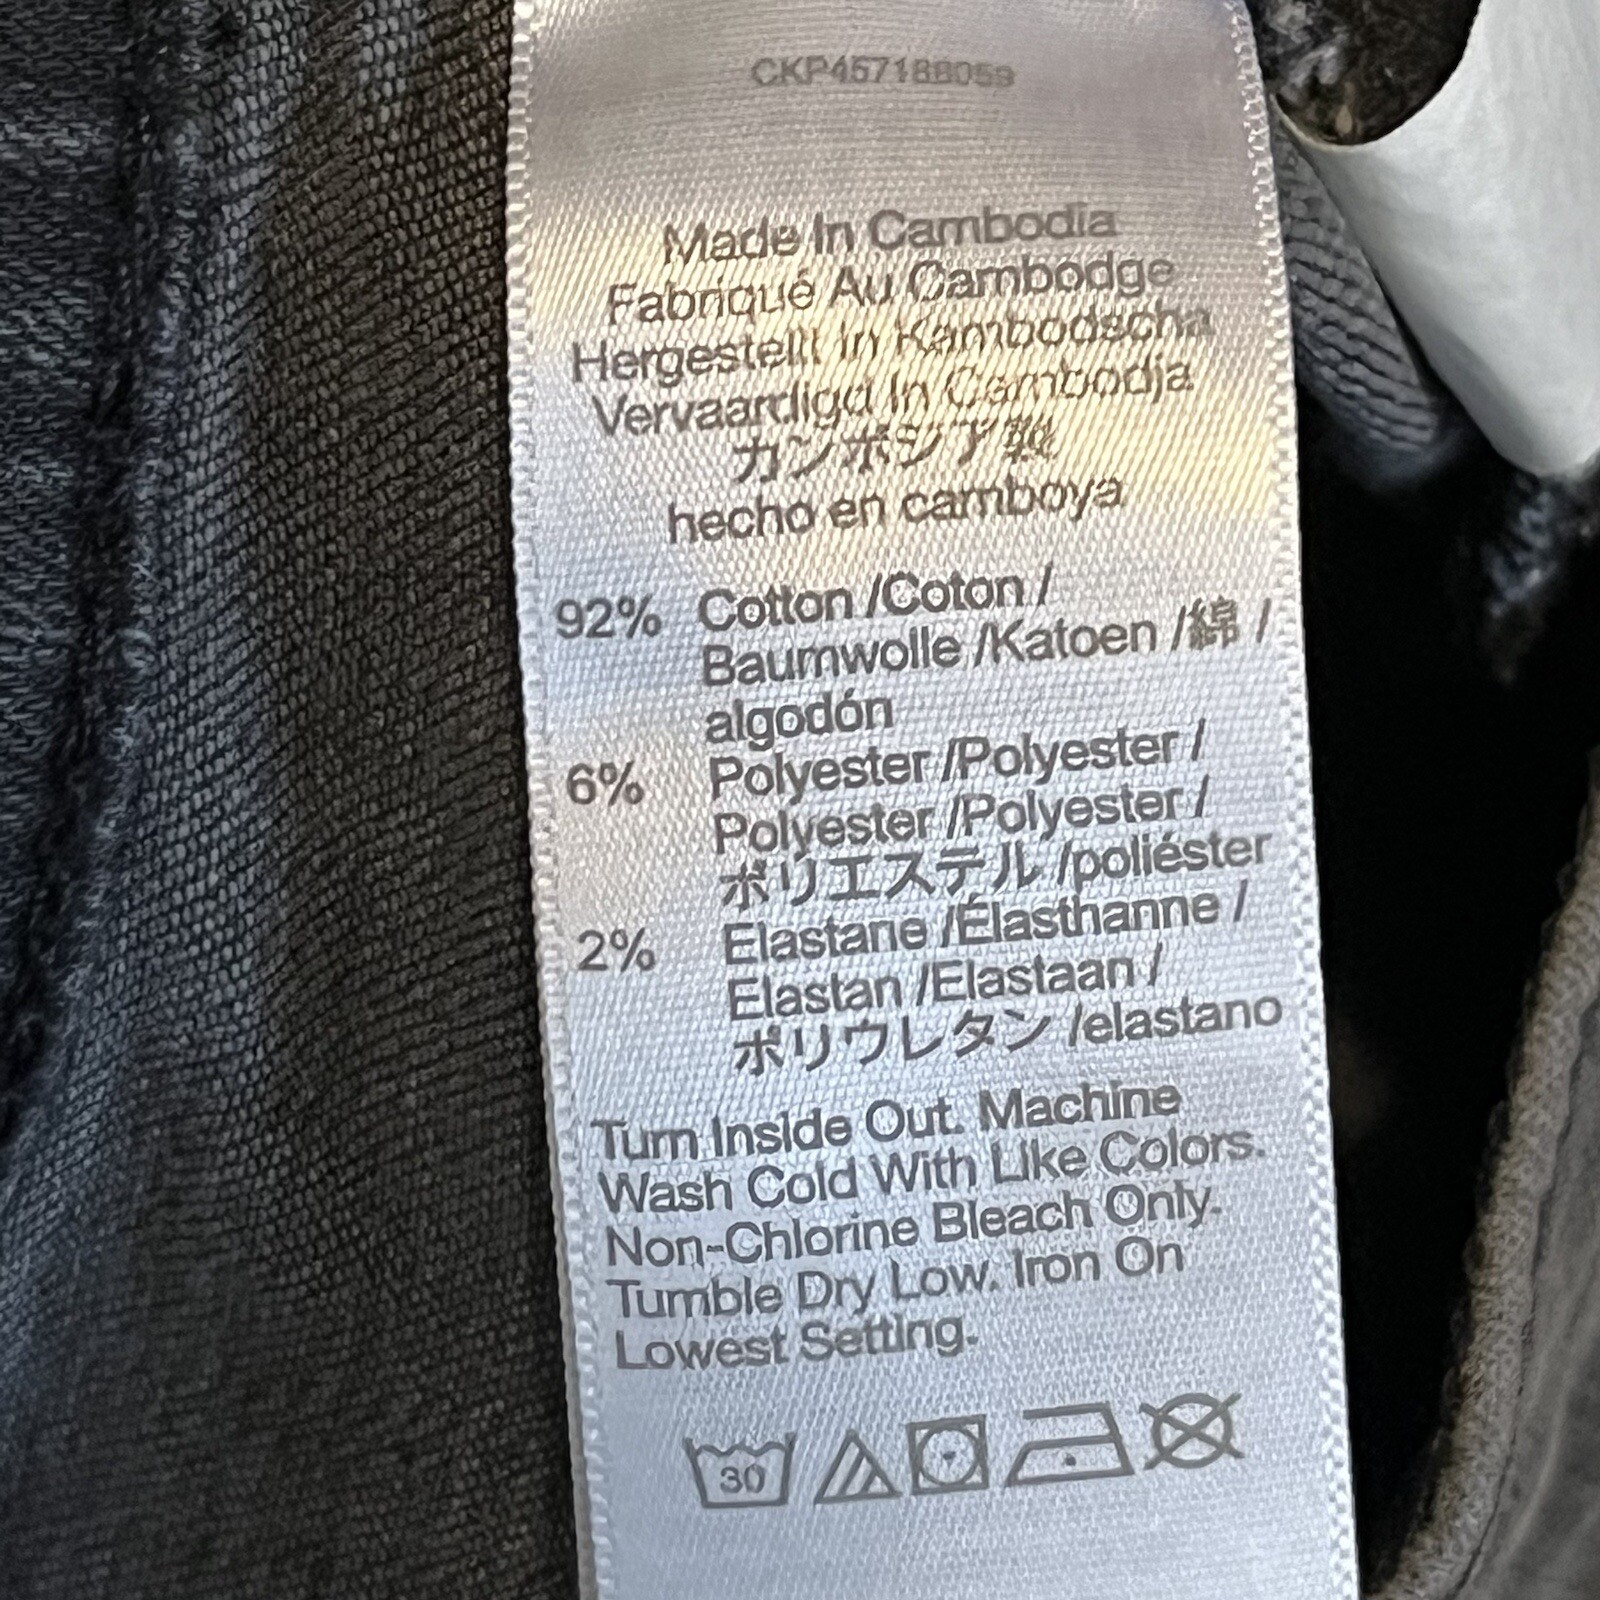 CKP457188059
Made In Cambodia
Fabriqué Au Cambodge
Hergestellt In Kambodscha
Vervaardigd In Cambodja
カンボジア製
hecho en camboya
92% Cotton /Coton /
Baumwolle /Katoen /綿 /
algodón
6% Polyester /Polyester /
Polyester /Polyester /
ポリエステル /poliéster
2% Elastane /Élasthanne /
Elastan /Elastaan /
ポリウレタン /elastano
Turn Inside Out. Machine
Wash Cold With Like Colors.
Non-Chlorine Bleach Only.
Tumble Dry Low. Iron On
Lowest Setting.
30